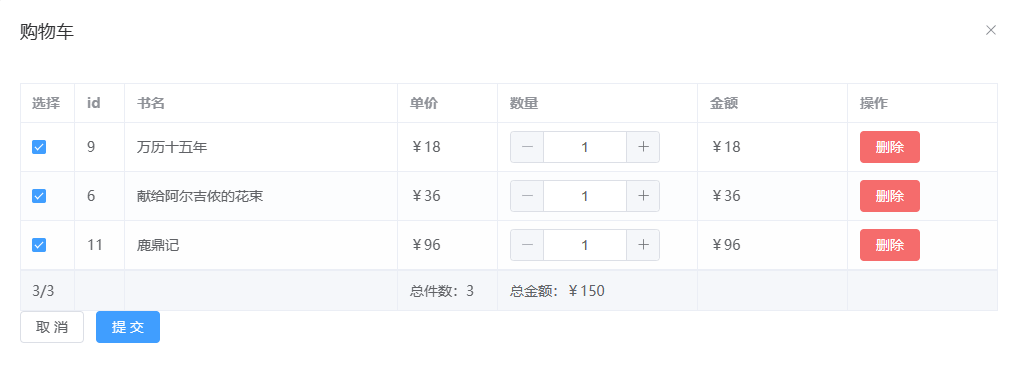 购物车
选择 id 书名 单价 数量 金额 操作
9 万历十五年 ￥18 1 ￥18 删除
6 献给阿尔吉侬的花束 ￥36 1 ￥36 删除
11 鹿鼎记 ￥96 1 ￥96 删除
3/3 总件数：3 总金额：￥150
取 消 提 交